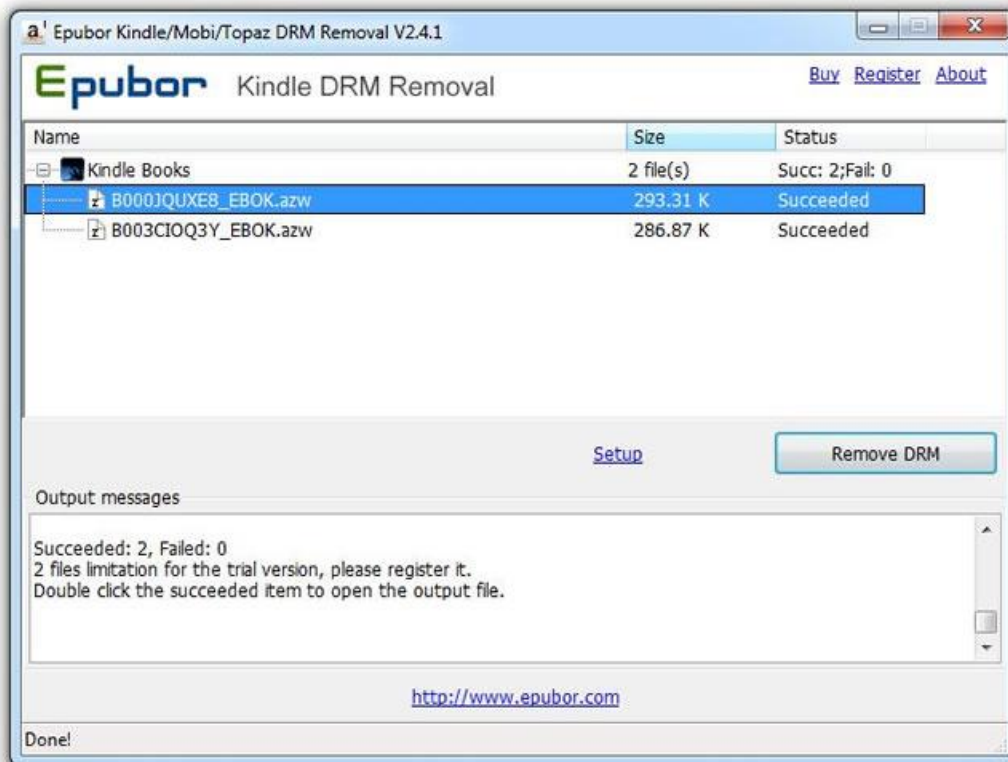 Epubor Kindle/Mobi/Topaz DRM Removal V2.4.1
Epubor Kindle DRM Removal Buy Register About
Name Size Status
Kindle Books 2 file(s) Succ: 2;Fail: 0
B000JQUXE8_EBOK.azw 293.31 K Succeeded
B003CIOQ3Y_EBOK.azw 286.87 K Succeeded
Setup Remove DRM
Output messages
Succeeded: 2, Failed: 0
2 files limitation for the trial version, please register it.
Double click the succeeded item to open the output file.
http://www.epubor.com
Done!